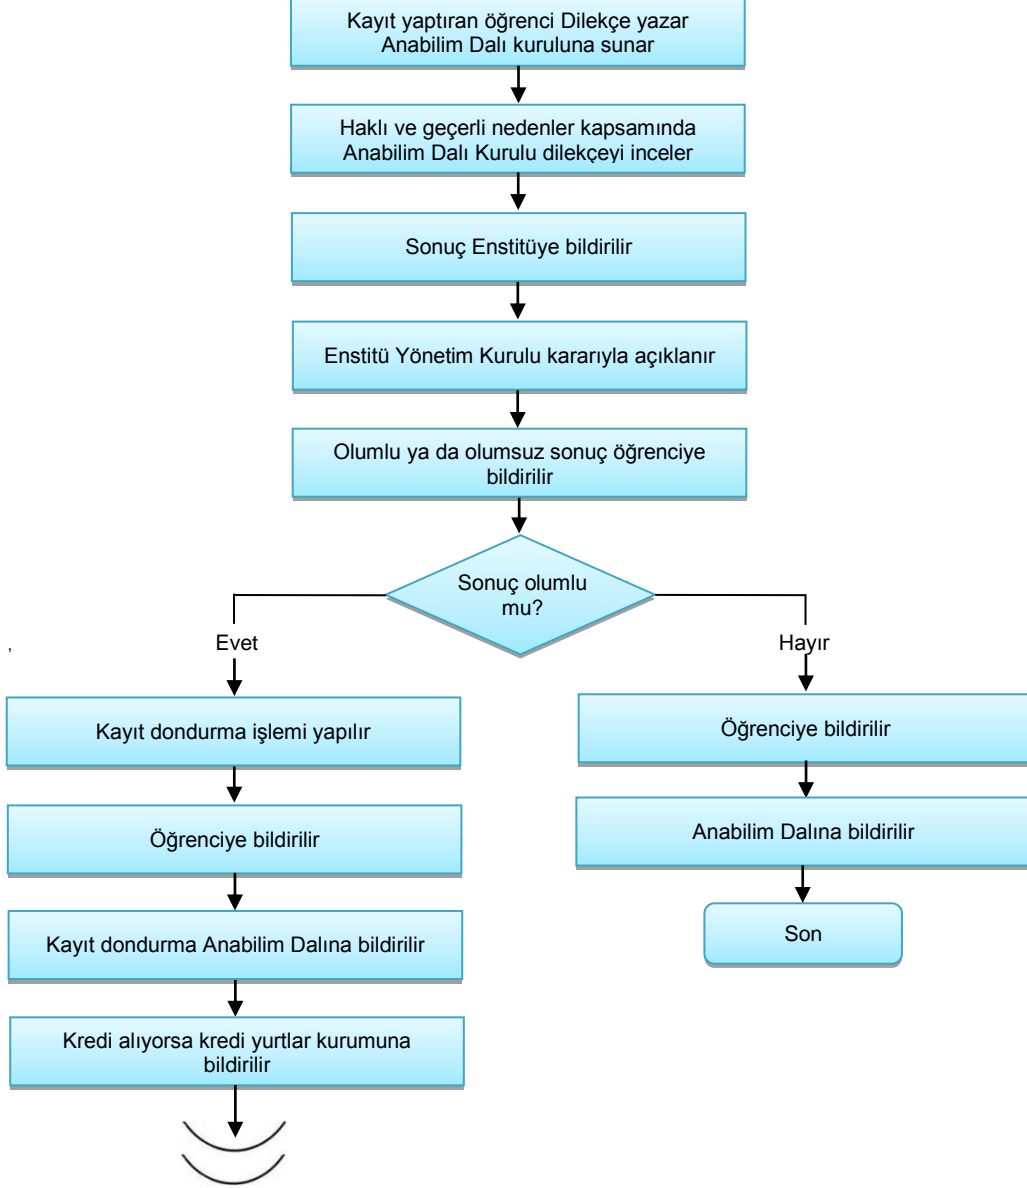 Kayıt yaptıran öğrenci Dilekçe yazar
Anabilim Dalı kuruluna sunar
Haklı ve geçerli nedenler kapsamında
Anabilim Dalı Kurulu dilekçeyi inceler
Sonuç Enstitüye bildirilir
Enstitü Yönetim Kurulu kararıyla açıklanır
Olumlu ya da olumsuz sonuç öğrenciye
bildirilir
Sonuç olumlu
mu?
,
Evet
Hayır
Kayıt dondurma işlemi yapılır
Öğrenciye bildirilir
Kayıt dondurma Anabilim Dalına bildirilir
Kredi alıyorsa kredi yurtlar kurumuna
bildirilir
Öğrenciye bildirilir
Anabilim Dalına bildirilir
Son